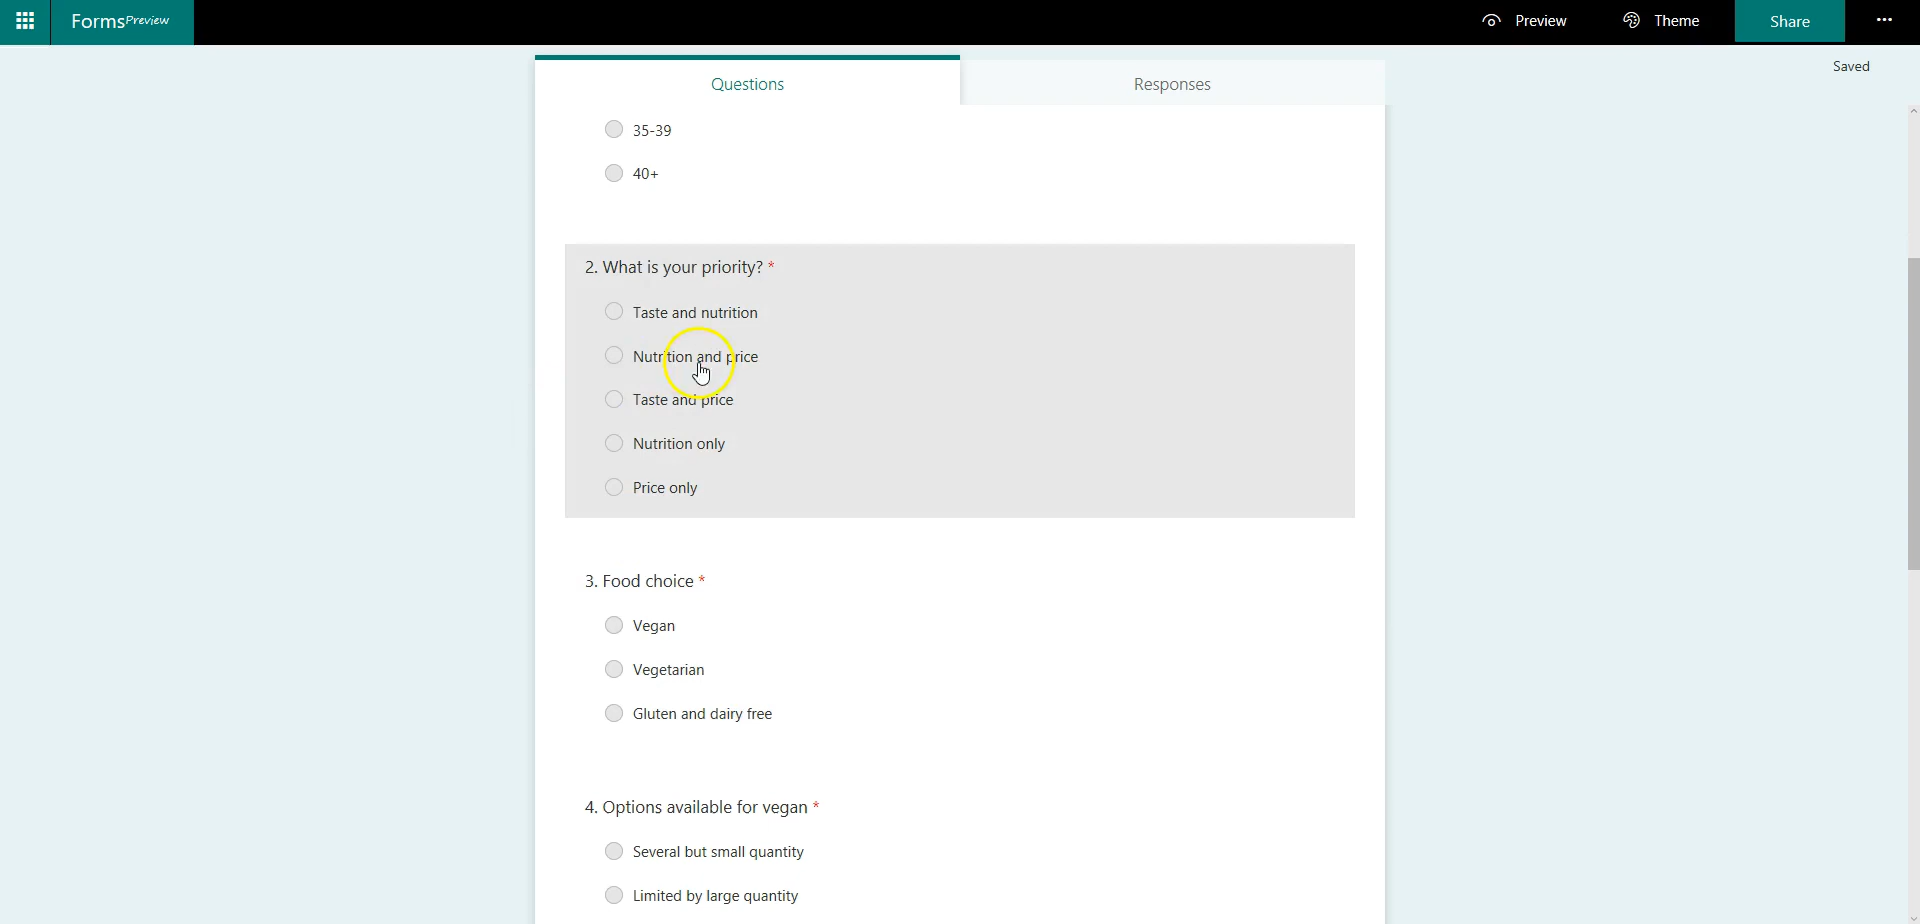 Forms Preview
Preview
Theme
Share
Saved
Questions
Responses
35-39
40+
2. What is your priority? *
Taste and nutrition
Nutrition and price
Taste and price
Nutrition only
Price only
3. Food choice *
Vegan
Vegetarian
Gluten and dairy free
4. Options available for vegan *
Several but small quantity
Limited by large quantity